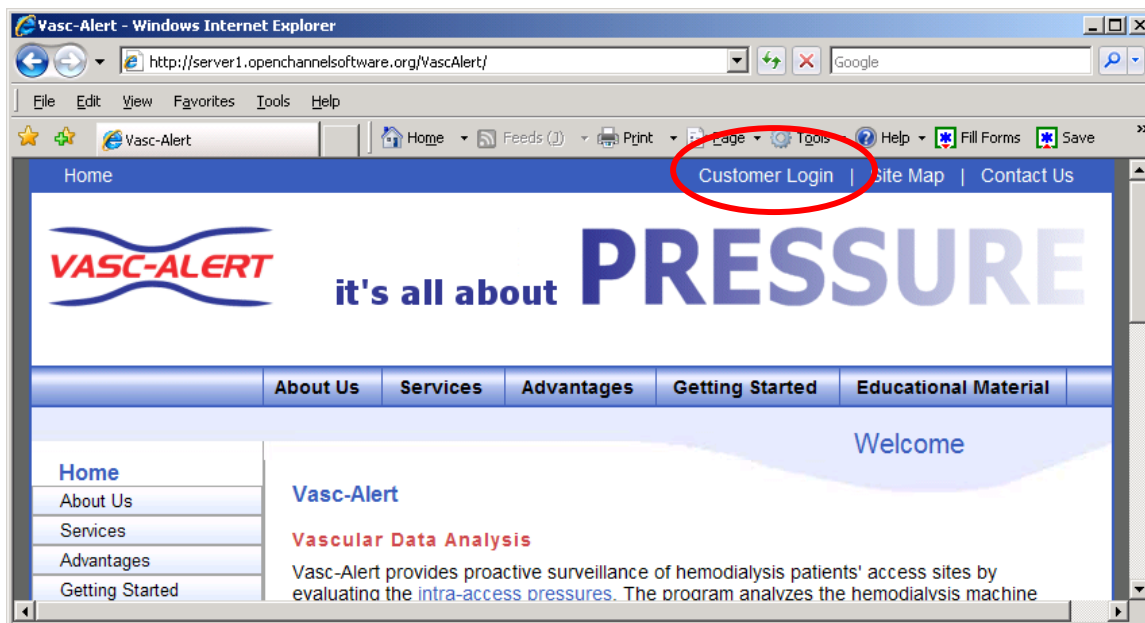 Vasc-Alert - Windows Internet Explorer
http://server1.openchannelsoftware.org/VascAlert/
Google
File Edit View Favorites Tools Help
Vasc-Alert
Home Feeds (J) Print Page Tools Help Fill Forms Save »
Home Customer Login | Site Map | Contact Us
VASC-ALERT
it's all about PRESSURE
About Us Services Advantages Getting Started Educational Material
Welcome
Home
About Us
Services
Advantages
Getting Started
Vasc-Alert
Vascular Data Analysis
Vasc-Alert provides proactive surveillance of hemodialysis patients' access sites by
evaluating the intra-access pressures. The program analyzes the hemodialysis machine